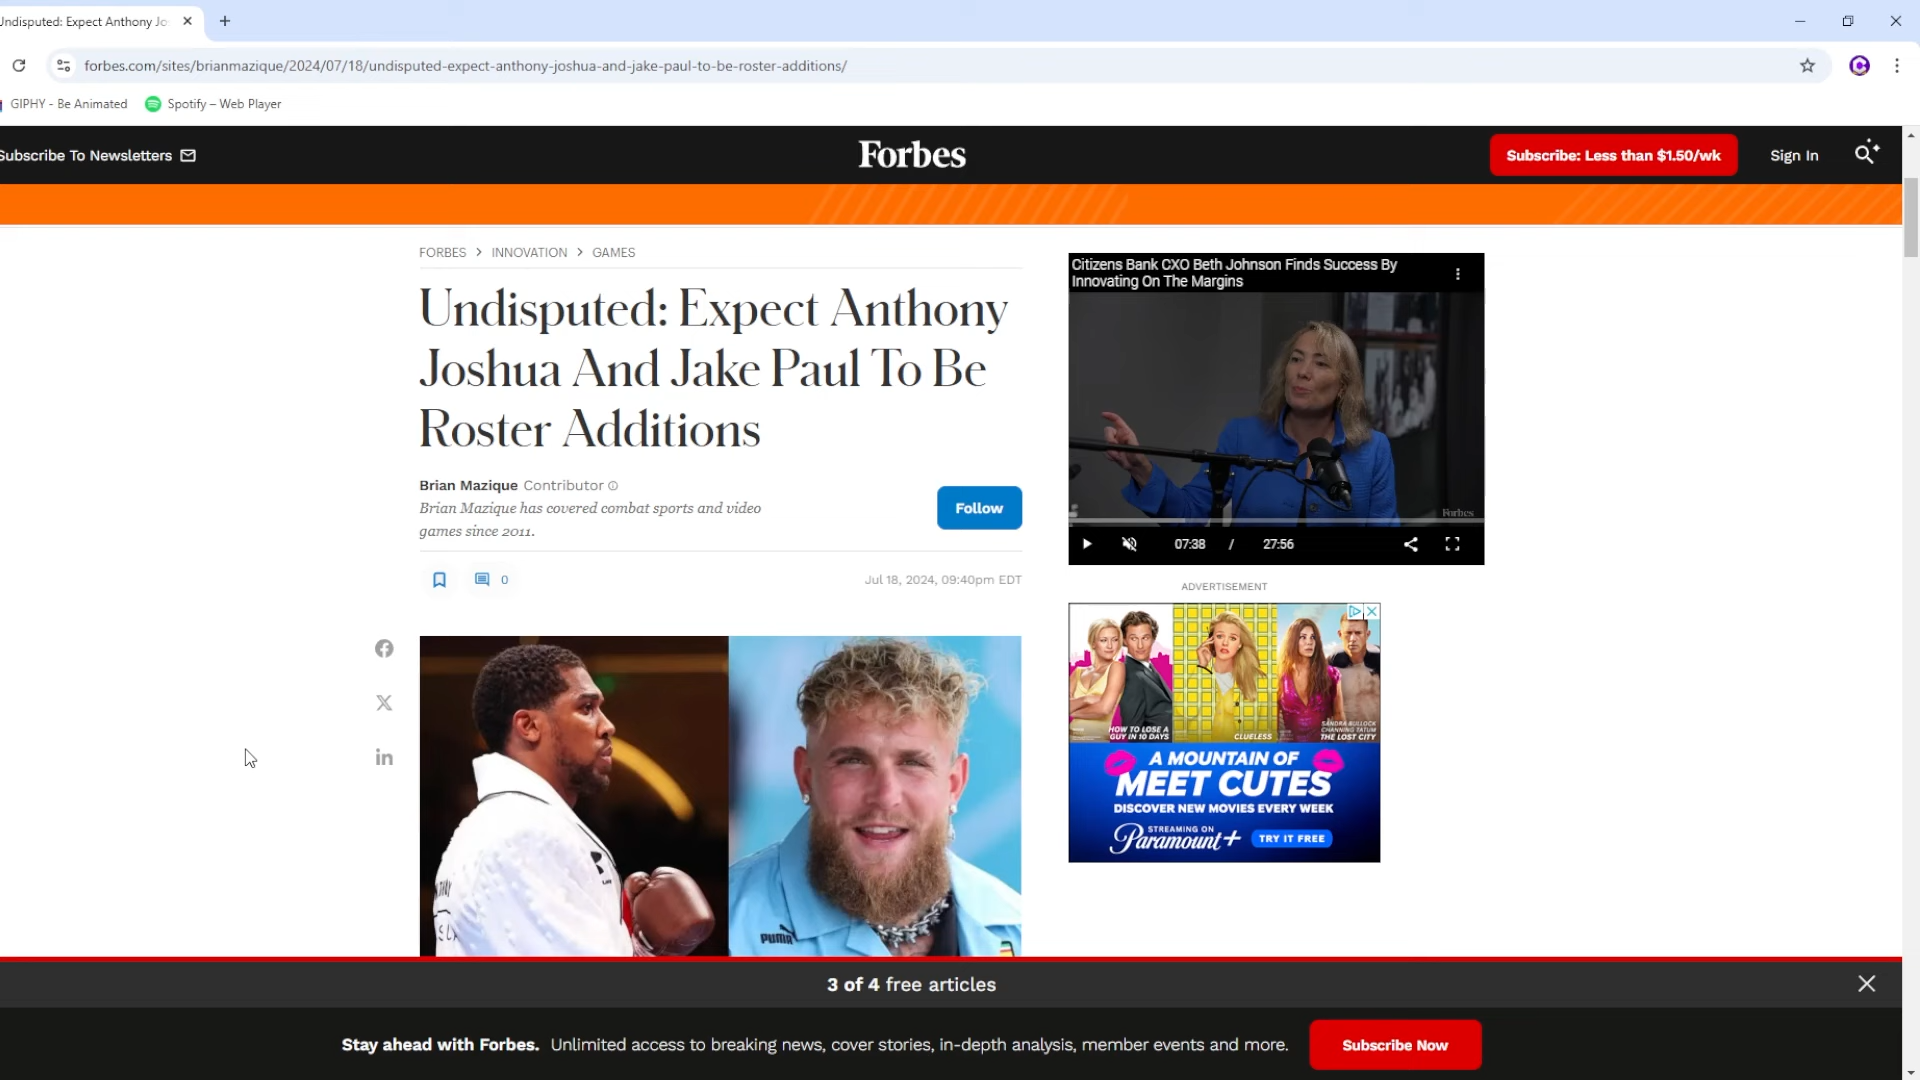 Undisputed: Expect Anthony Jo
forbes.com/sites/brianmazique/2024/07/18/undisputed-expect-anthony-joshua-and-jake-paul-to-be-roster-additions/
GIPHY - Be Animated
Spotify – Web Player
Subscribe To Newsletters
Forbes
Subscribe: Less than $1.50/wk
Sign In
FORBES > INNOVATION > GAMES
Undisputed: Expect Anthony
Joshua And Jake Paul To Be
Roster Additions
Brian Mazique Contributor
Brian Mazique has covered combat sports and video
games since 2011.
Follow
0
Jul 18, 2024, 09:40pm EDT
PUMA
Citizens Bank CXO Beth Johnson Finds Success By
Innovating On The Margins
Forbes
07:38 / 27:56
ADVERTISEMENT
HOW TO LOSE A
GUY IN 10 DAYS
CLUELESS
SANDRA BULLOCK
CHANNING TATUM
THE LOST CITY
A MOUNTAIN OF
MEET CUTES
DISCOVER NEW MOVIES EVERY WEEK
STREAMING ON
Paramount+
TRY IT FREE
3 of 4 free articles
Stay ahead with Forbes. Unlimited access to breaking news, cover stories, in-depth analysis, member events and more.
Subscribe Now